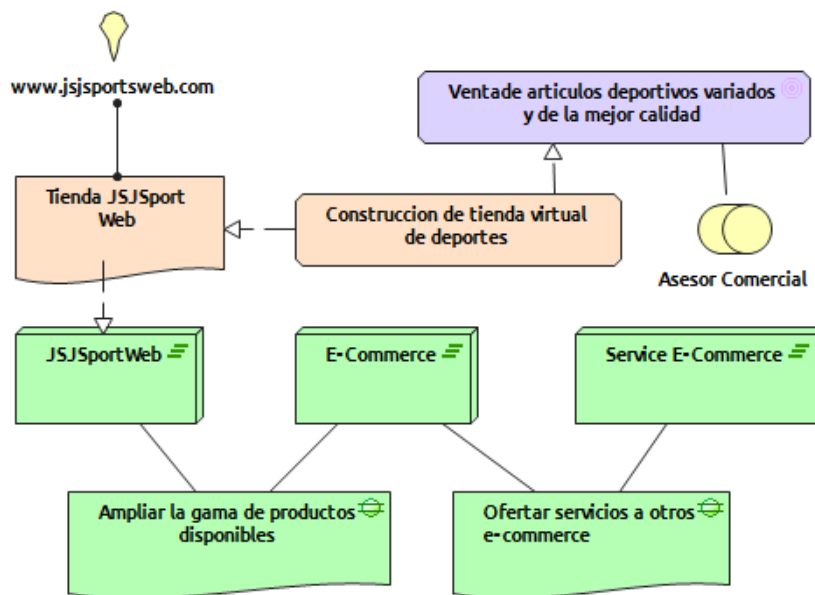 www.jsjsportsweb.com
Ventade articulos deportivos variados
y de la mejor calidad
Tienda JSJSport
Web
Construccion de tienda virtual
de deportes
Asesor Comercial
JSJSportWeb
E-Commerce
Service E-Commerce
Ampliar la gama de productos
disponibles
Ofertar servicios a otros
e-commerce